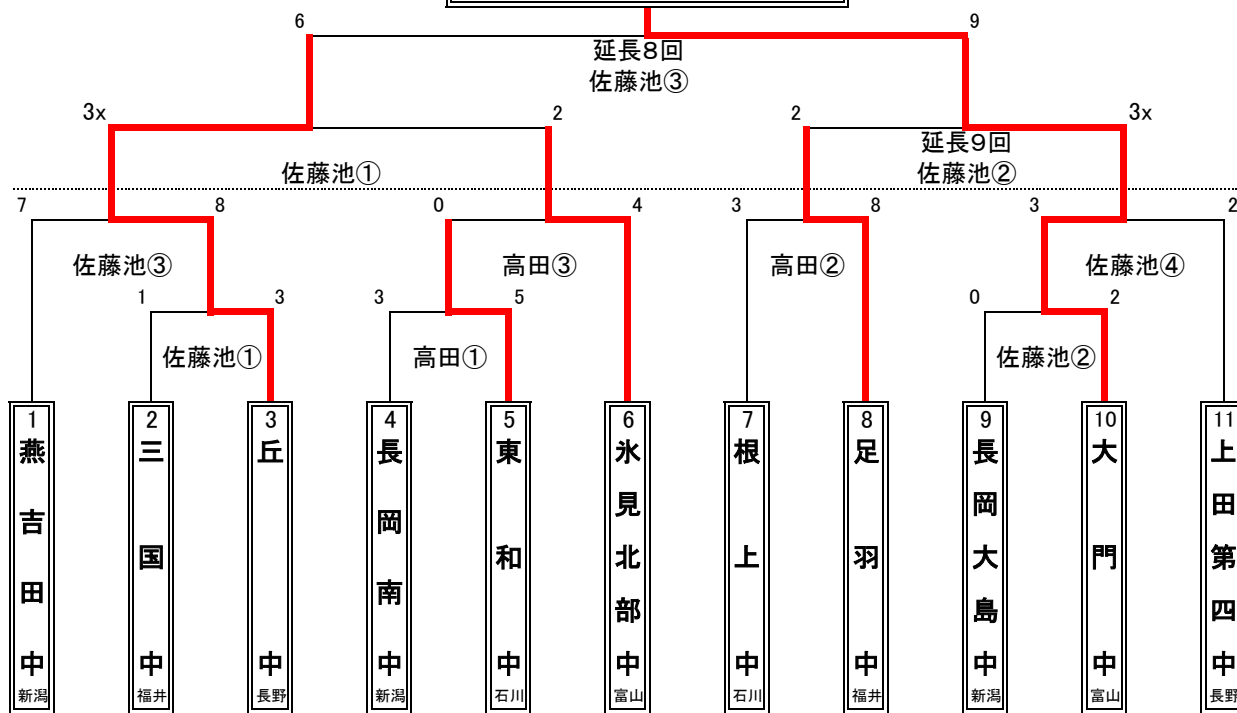 6 9
延長8回
佐藤池③
3x 2 2 3x
延長9回
佐藤池① 佐藤池②
7 8 0 4 3 8 3 2
佐藤池③ 高田③ 高田② 佐藤池④
1 3 3 5 0 2
佐藤池① 高田① 佐藤池②
1 燕吉田中 新潟
2 三国中 福井
3 丘中 長野
4 長岡南中 新潟
5 東和中 石川
6 氷見北部中 富山
7 根上中 石川
8 足羽中 福井
9 長岡大島中 新潟
10 大門中 富山
11 上田第四中 長野